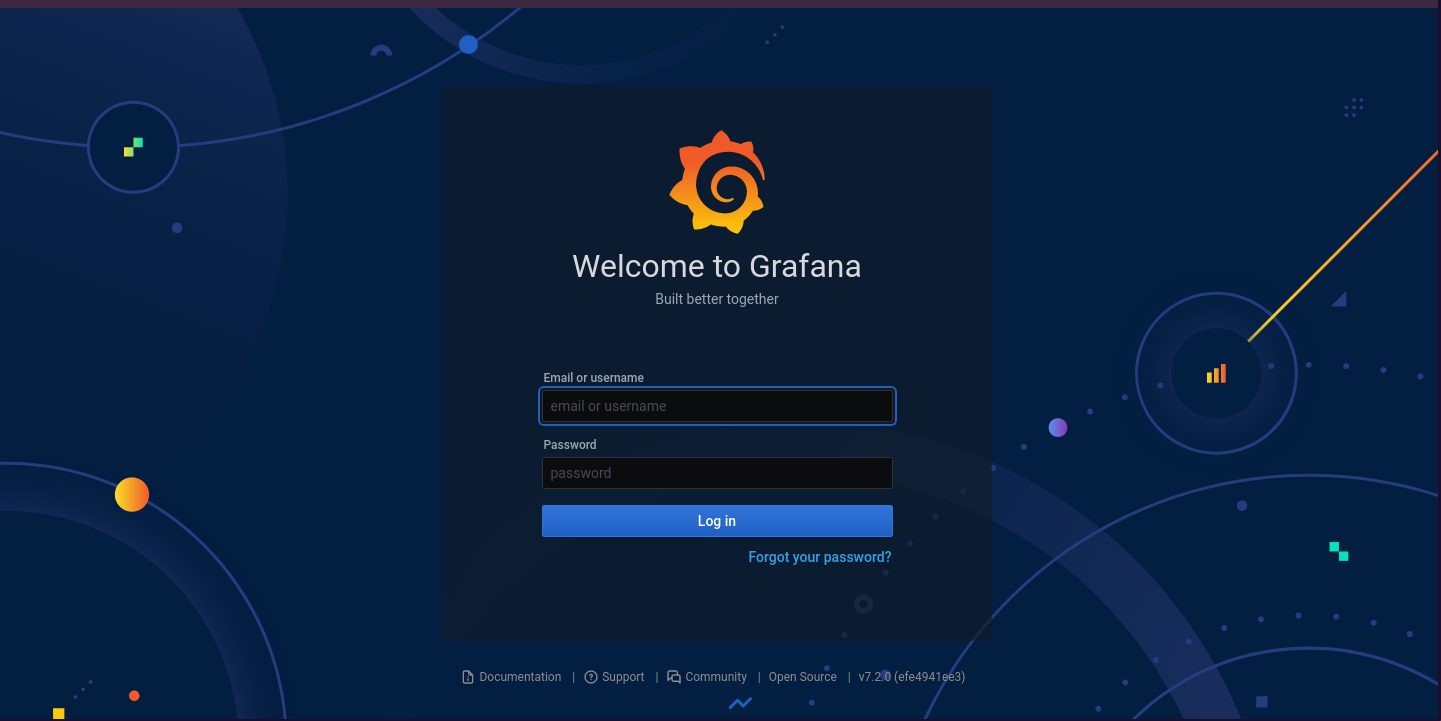 Welcome to Grafana
Built better together
Email or username
email or username
Password
password
Log in
Forgot your password?
Documentation | Support | Community | Open Source | v7.2.0 (efe4941ee3)